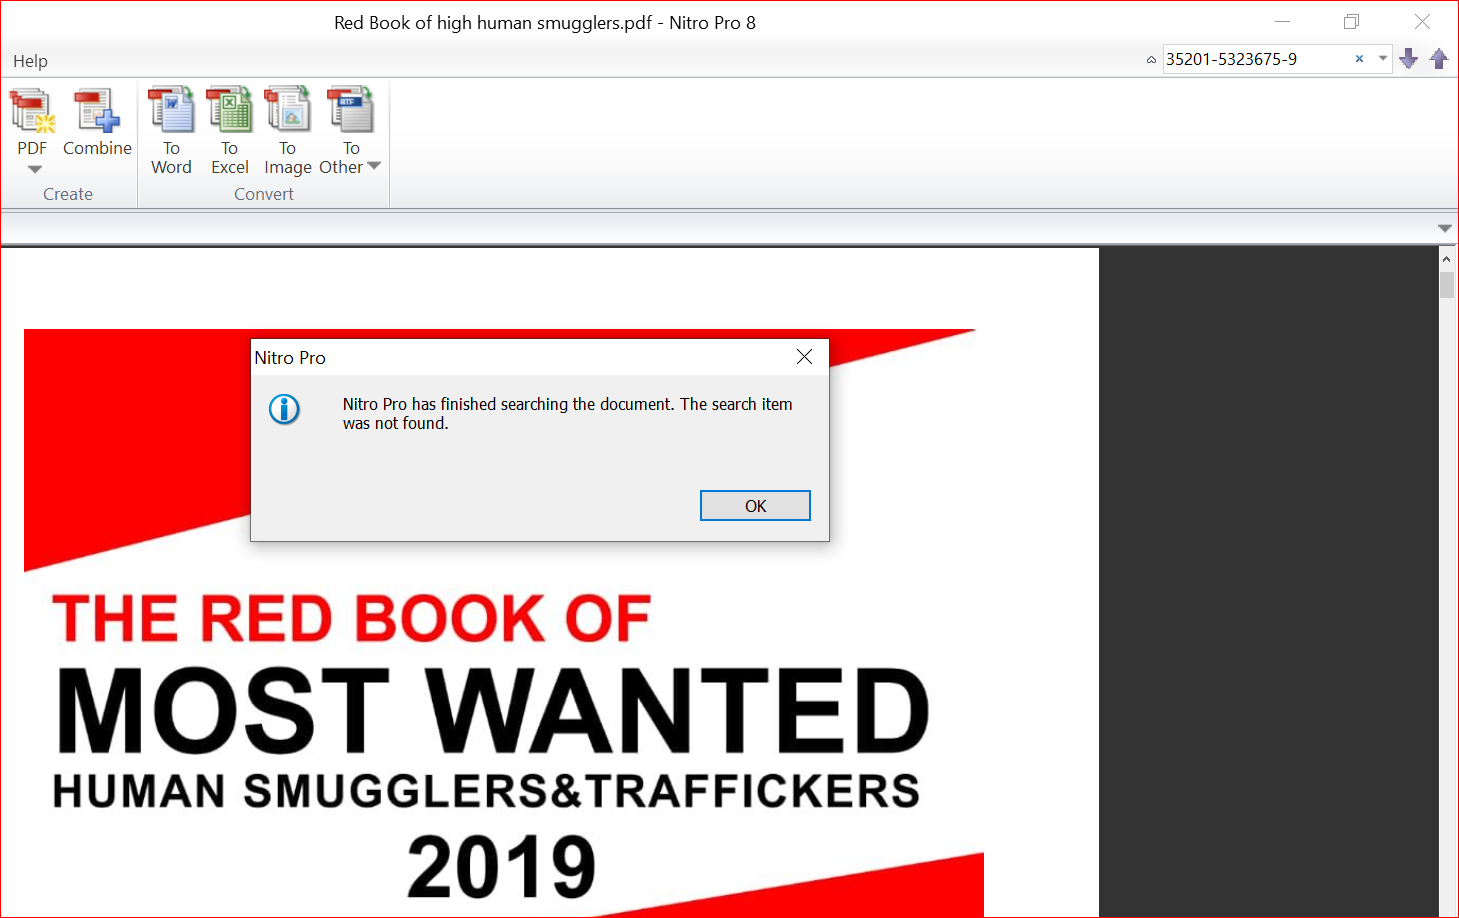 Red Book of high human smugglers.pdf - Nitro Pro 8
Help
35201-5323675-9
PDF
Combine
To Word
To Excel
To Image
To Other
Create
Convert
Nitro Pro
Nitro Pro has finished searching the document. The search item
was not found.
OK
THE RED BOOK OF
MOST WANTED
HUMAN SMUGGLERS&TRAFFICKERS
2019